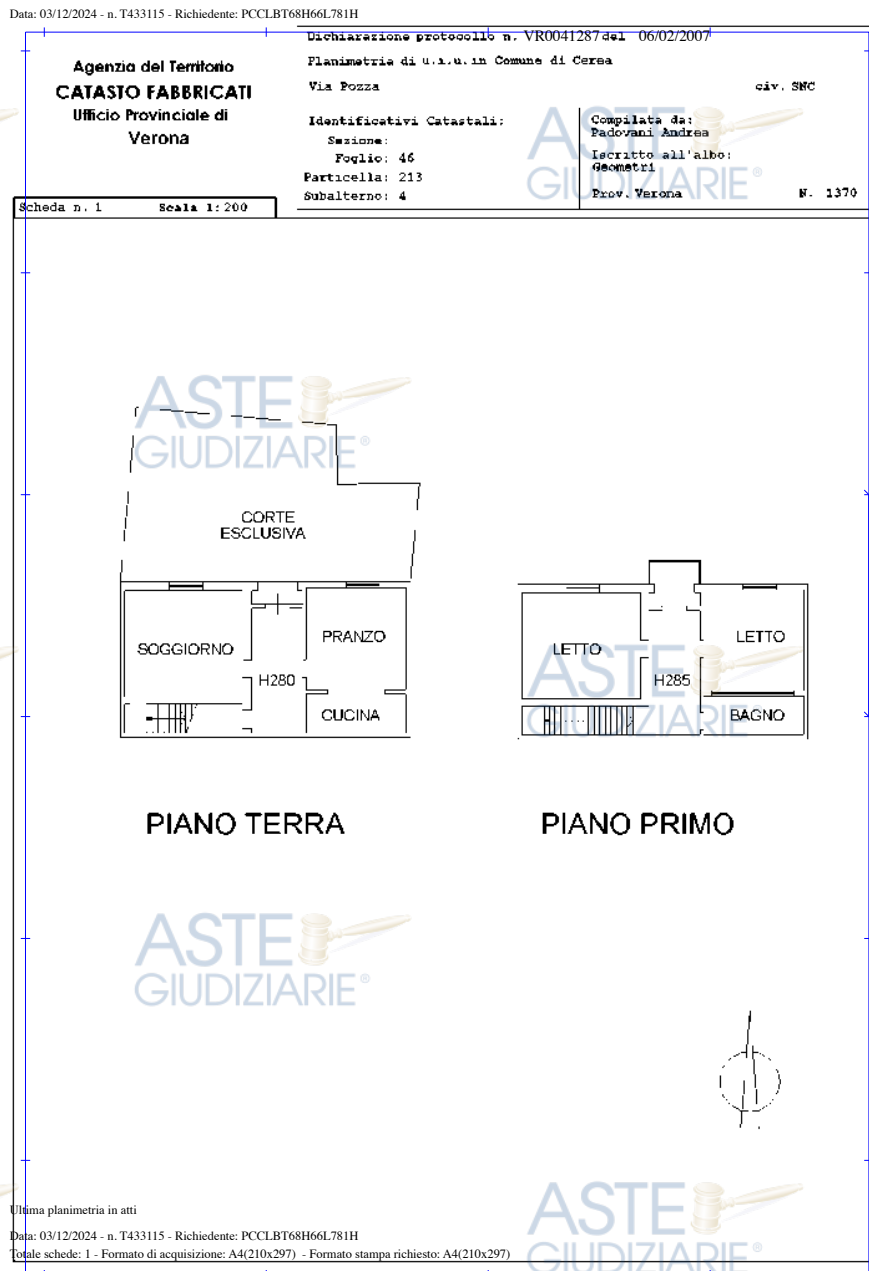 Data: 03/12/2024 - n. T433115 - Richiedente: PCCLBT68H66L781H
Agenzia del Territorio
CATASTO FABBRICATI
Ufficio Provinciale di
Verona
Dichiarazione protocollo n. VR0041287 del 06/02/2007
Planimetria di u.i.u. in Comune di Cerea
Via Pozza civ. SNC
Identificativi Catastali:
Sezione:
Foglio: 46
Particella: 213
Subalterno: 4
Compilata da:
Padovani Andrea
Iscritto all'albo:
Geometri
Prov. Verona N. 1370
Scheda n. 1 Scala 1:200
ASTE
GIUDIZIARIE®
ASTE
GIUDIZIARIE®
CORTE
ESCLUSIVA
SOGGIORNO
PRANZO
H280
CUCINA
LETTO
LETTO
H285
BAGNO
ASTE
GIUDIZIARIE®
PIANO TERRA
PIANO PRIMO
ASTE
GIUDIZIARIE®
Ultima planimetria in atti
Data: 03/12/2024 - n. T433115 - Richiedente: PCCLBT68H66L781H
Totale schede: 1 - Formato di acquisizione: A4(210x297) - Formato stampa richiesto: A4(210x297)
ASTE
GIUDIZIARIE®